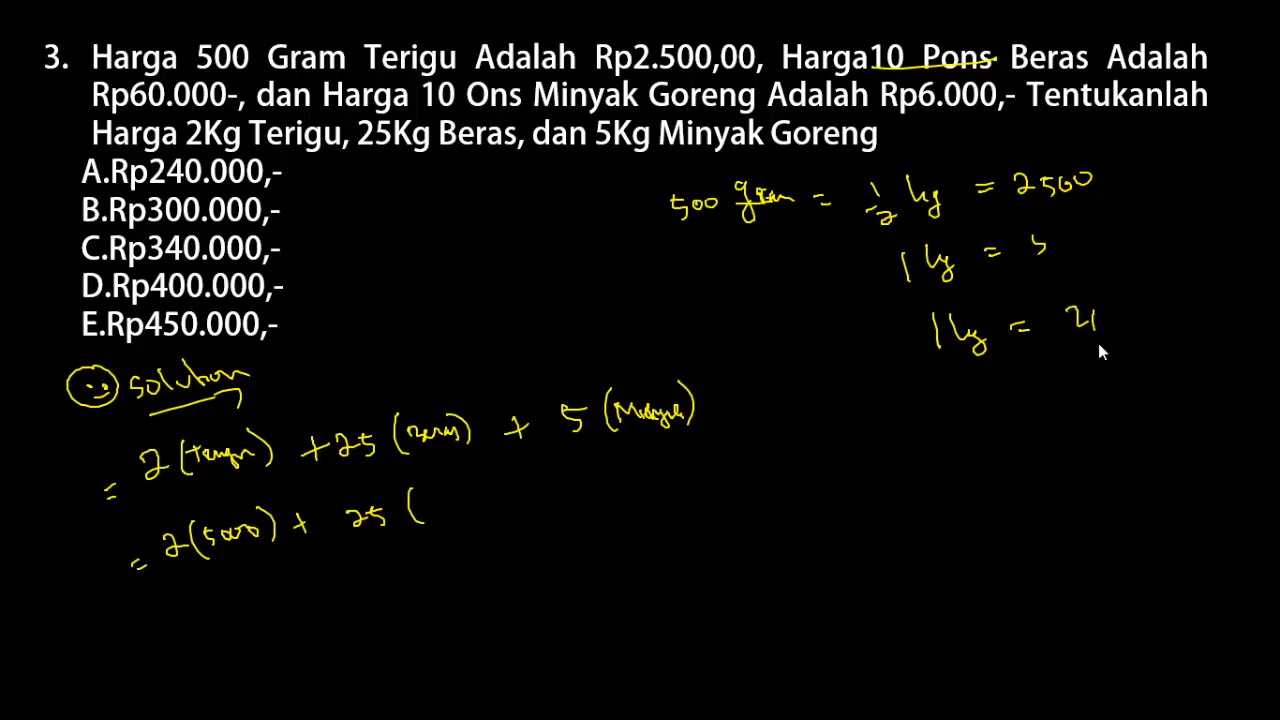 3. Harga 500 Gram Terigu Adalah Rp2.500,00, Harga10 Pons Beras Adalah
Rp60.000-, dan Harga 10 Ons Minyak Goreng Adalah Rp6.000,- Tentukanlah
Harga 2Kg Terigu, 25Kg Beras, dan 5Kg Minyak Goreng
A.Rp240.000,-
B.Rp300.000,-
C.Rp340.000,-
D.Rp400.000,-
E.Rp450.000,-
500 gram = 1/2 kg = 2500
1 kg = 5
1 kg = 2
solution
= 2 (Terigu) + 25 (Beras) + 5 (Minyak)
= 2 (5000) + 25 (